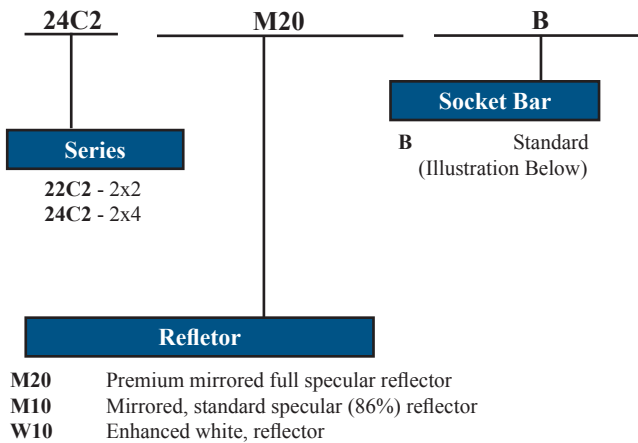 24C2 M20 B
Socket Bar
B Standard
(Illustration Below)
Series
22C2 - 2x2
24C2 - 2x4
Refletor
M20 Premium mirrored full specular reflector
M10 Mirrored, standard specular (86%) reflector
W10 Enhanced white, reflector